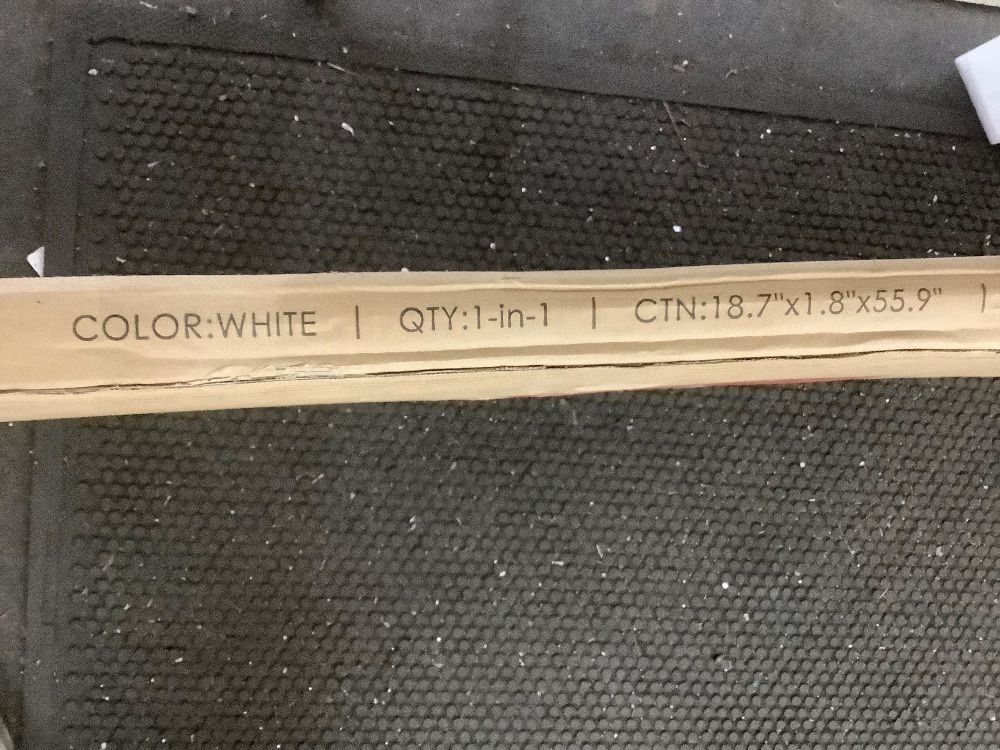 COLOR:WHITE | QTY:1-in-1 | CTN:18.7"x1.8"x55.9" |